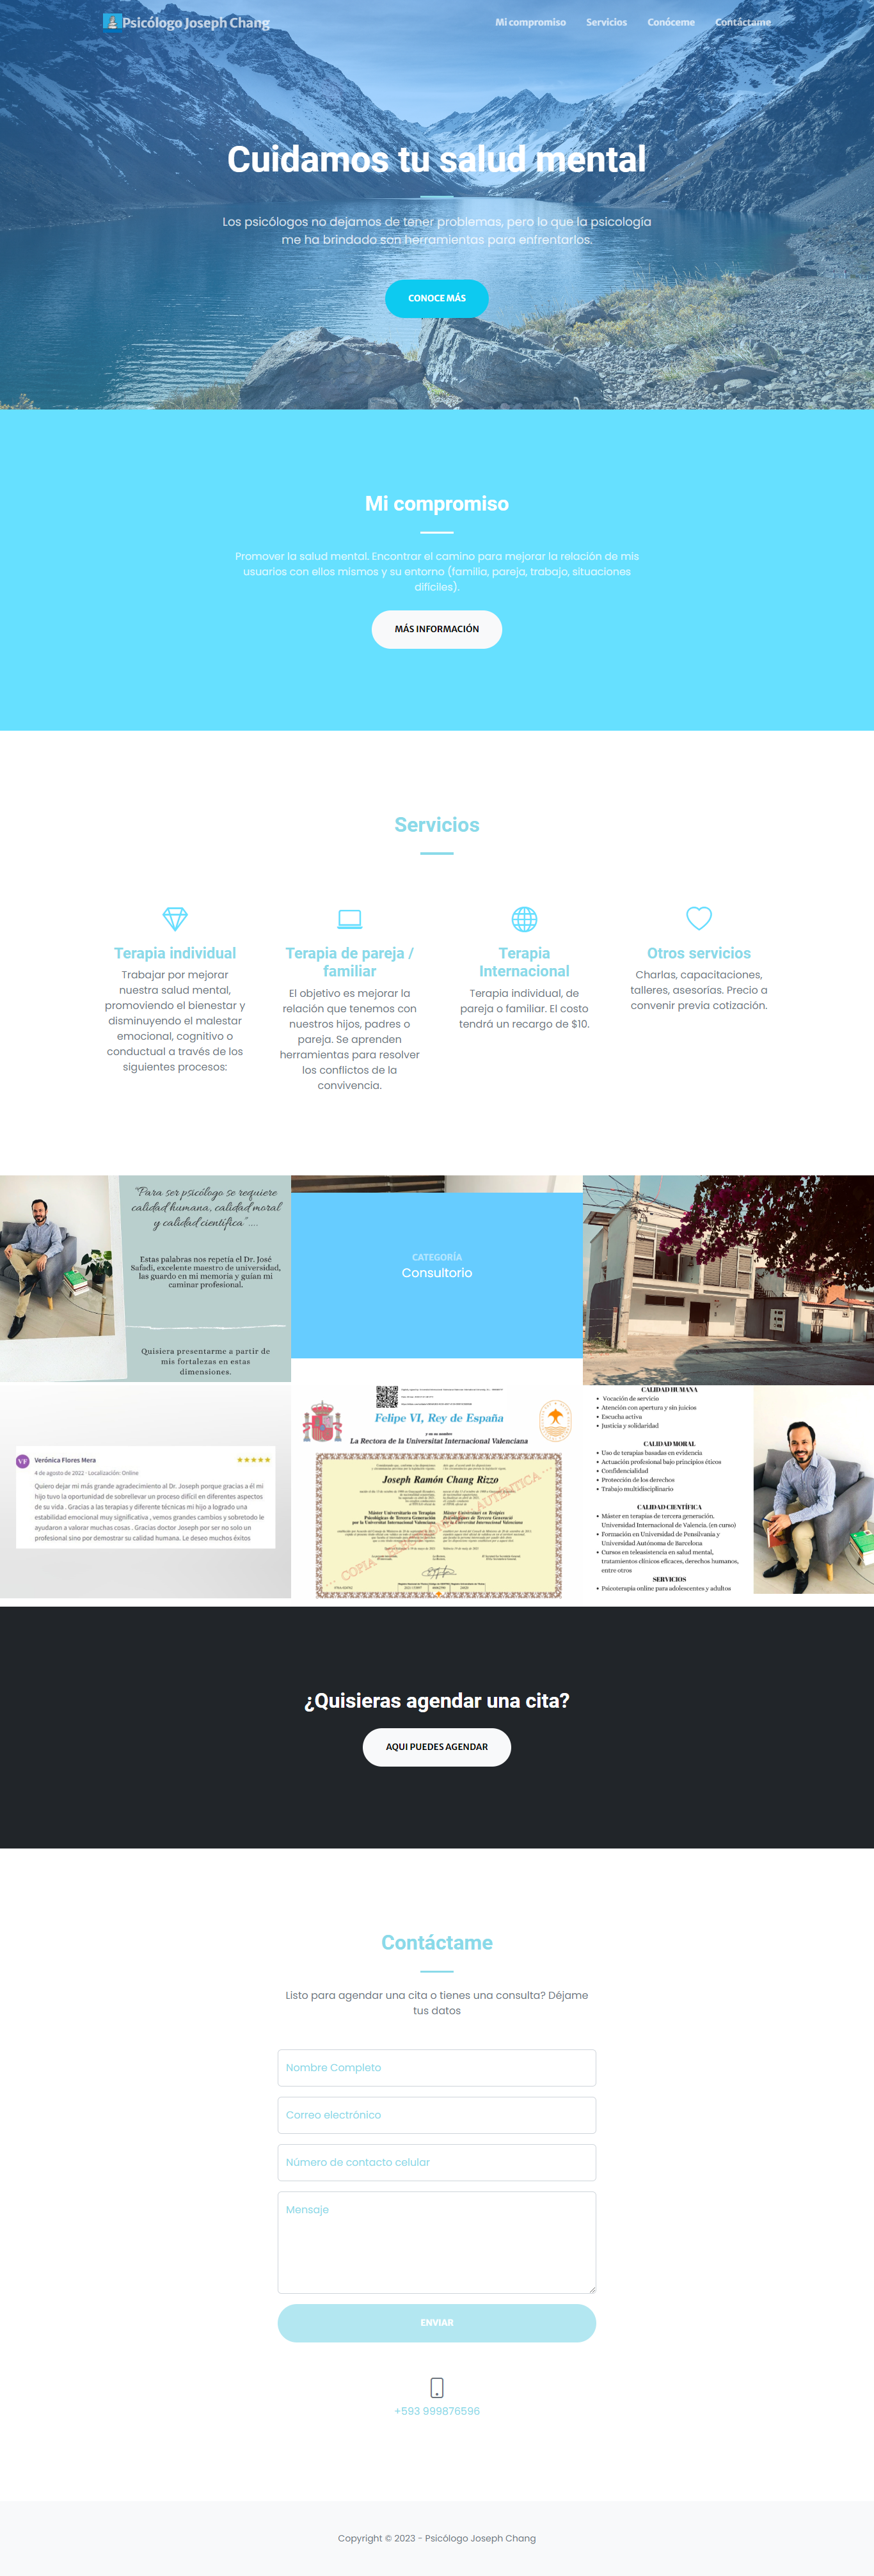 Psicólogo Joseph Chang
Mi compromiso
Servicios
Conóceme
Contáctame
Cuidamos tu salud mental
Los psicólogos no dejamos de tener problemas, pero lo que la psicología
me ha brindado son herramientas para enfrentarlos.
CONOCE MÁS
Mi compromiso
Promover la salud mental. Encontrar el camino para mejorar la relación de mis
usuarios con ellos mismos y su entorno (familia, pareja, trabajo, situaciones
difíciles).
MÁS INFORMACIÓN
Servicios
Terapia individual
Trabajar por mejorar
nuestra salud mental,
promoviendo el bienestar y
disminuyendo el malestar
emocional, cognitivo o
conductual a través de los
siguientes procesos:
Terapia de pareja /
familiar
El objetivo es mejorar la
relación que tenemos con
nuestros hijos, padres o
pareja. Se aprenden
herramientas para resolver
los conflictos de la
convivencia.
Terapia
Internacional
Terapia individual, de
pareja o familiar. El costo
tendrá un recargo de $10.
Otros servicios
Charlas, capacitaciones,
talleres, asesorías. Precio a
convenir previa cotización.
"Para ser psicólogo se requiere
calidad humana, calidad moral
y calidad científica"....
Estas palabras nos repetía el Dr. José
Safadi, excelente maestro de universidad,
las guardo en mi memoria y guían mi
caminar profesional.
Quisiera presentarme a partir de
mis fortalezas en estas
dimensiones.
CATEGORÍA
Consultorio
VF
Verónica Flores Mera
4 de agosto de 2022 · Localización: Online
Quiero dejar mi más grande agradecimiento al Dr. Joseph porque gracias a él mi
hijo tuvo la oportunidad de sobrellevar un proceso difícil en diferentes aspectos
de su vida . Gracias a las terapias y diferente técnicas mi hijo a logrado una
estabilidad emocional muy significativa , vemos grandes cambios y sobretodo le
ayudaron a valorar muchas cosas . Gracias doctor Joseph por ser no solo un
profesional sino por demostrar su calidad humana. Le deseo muchos éxitos
Felipe VI, Rey de España
y en su nombre
La Rectora de la Universitat Internacional Valenciana
Joseph Ramón Chang Rizzo
Máster Universitario en Terapias
Psicológicas de Tercera Generación
por la Universitat Internacional Valenciana
CALIDAD HUMANA
• Vocación de servicio
• Atención con apertura y sin juicios
• Escucha activa
• Justicia y solidaridad
CALIDAD MORAL
• Uso de terapias basadas en evidencia
• Actuación profesional bajo principios éticos
• Confidencialidad
• Protección de los derechos
• Trabajo multidisciplinario
CALIDAD CIENTÍFICA
• Máster en terapias de tercera generación,
Universidad Internacional de Valencia, (en curso)
• Formación en Universidad de Pensilvania y
Universidad Autónoma de Barcelona
• Cursos en teleasistencia en salud mental,
tratamientos clínicos eficaces, derechos humanos,
entre otros
SERVICIOS
• Psicoterapia online para adolescentes y adultos
¿Quisieras agendar una cita?
AQUI PUEDES AGENDAR
Contáctame
Listo para agendar una cita o tienes una consulta? Déjame
tus datos
Nombre Completo
Correo electrónico
Número de contacto celular
Mensaje
ENVIAR
+593 999876596
Copyright © 2023 - Psicólogo Joseph Chang